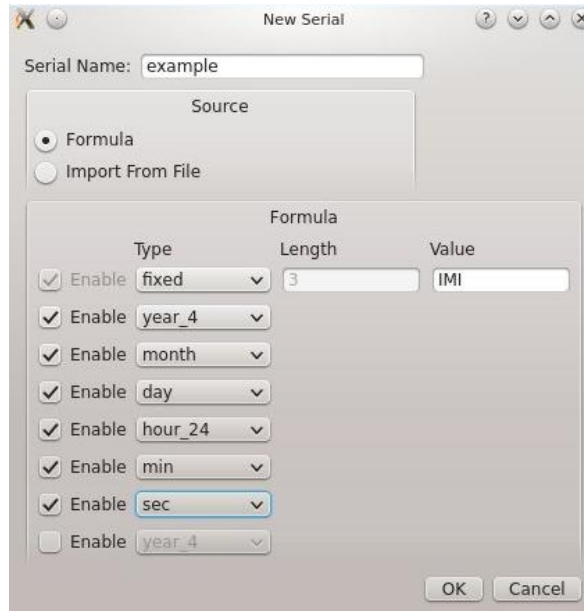 New Serial
Serial Name: example
Source
Formula
Import From File
Formula
Type Length Value
Enable fixed 3 IMI
Enable year_4
Enable month
Enable day
Enable hour_24
Enable min
Enable sec
Enable year_4
OK Cancel